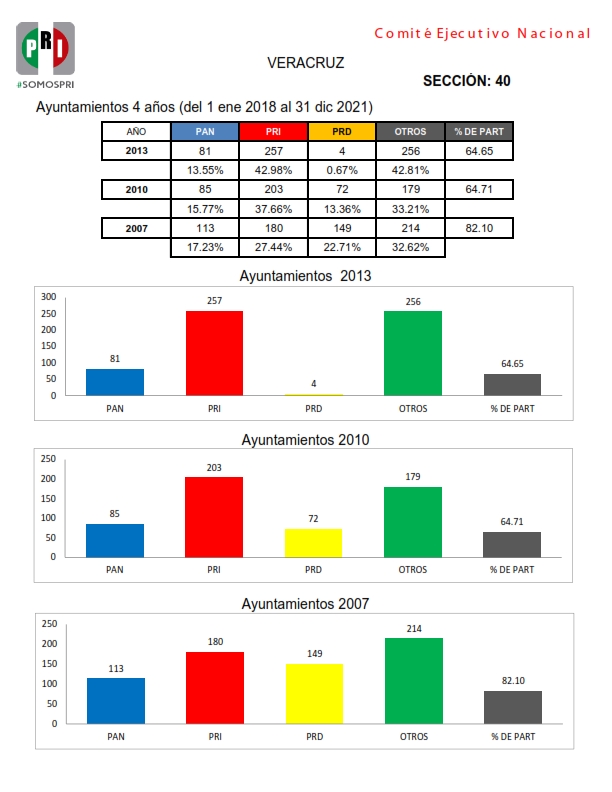 Comité Ejecutivo Nacional
PRI
#SOMOSPRI
VERACRUZ
SECCIÓN: 40
Ayuntamientos 4 años (del 1 ene 2018 al 31 dic 2021)
AÑO PAN PRI PRD OTROS % DE PART
2013 81 257 4 256 64.65
13.55% 42.98% 0.67% 42.81%
2010 85 203 72 179 64.71
15.77% 37.66% 13.36% 33.21%
2007 113 180 149 214 82.10
17.23% 27.44% 22.71% 32.62%
Ayuntamientos 2013
300
250
200
150
100
50
0
81 257 4 256 64.65
PAN PRI PRD OTROS % DE PART
Ayuntamientos 2010
250
200
150
100
50
0
85 203 72 179 64.71
PAN PRI PRD OTROS % DE PART
Ayuntamientos 2007
250
200
150
100
50
0
113 180 149 214 82.10
PAN PRI PRD OTROS % DE PART